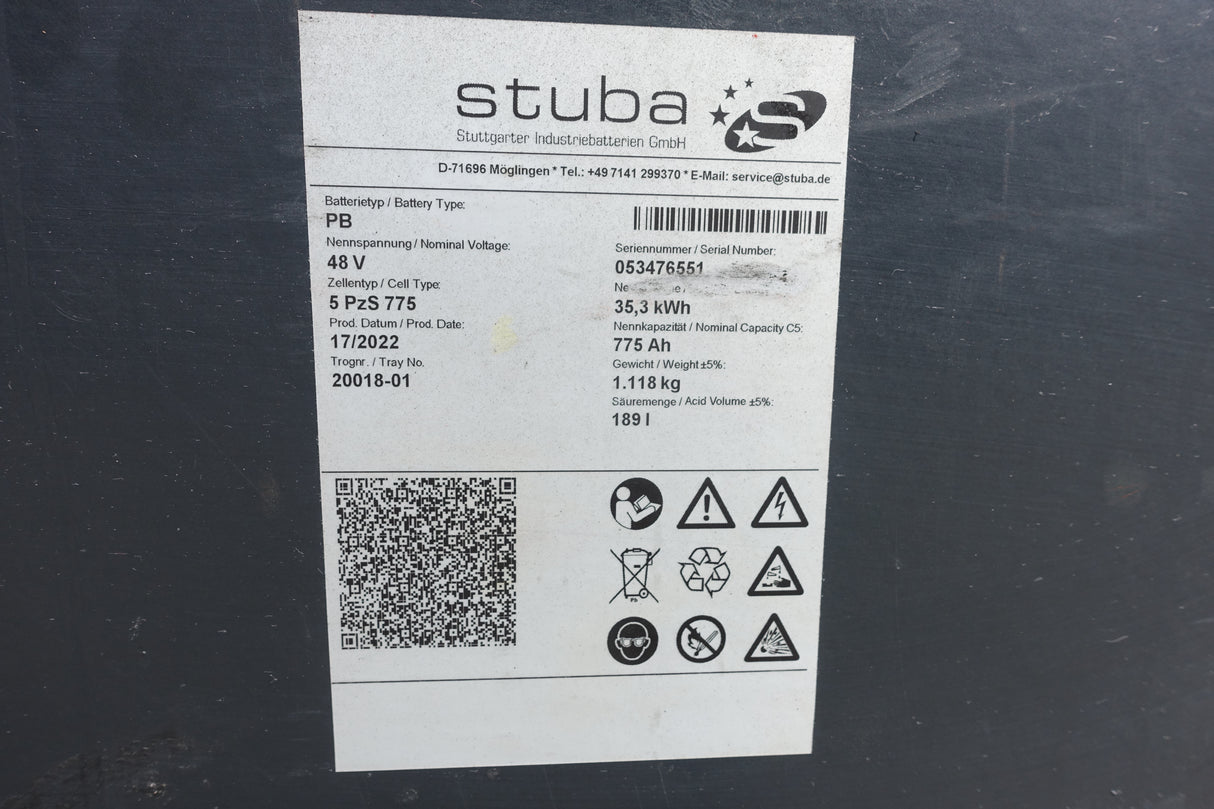 stuba
Stuttgarter Industriebatterien GmbH
D-71696 Möglingen * Tel.: +49 7141 299370 * E-Mail: service@stuba.de
Batterietyp / Battery Type:
PB
Nennspannung / Nominal Voltage:
48 V
Zellentyp / Cell Type:
5 PzS 775
Prod. Datum / Prod. Date:
17/2022
Trognr. / Tray No.
20018-01
Seriennummer / Serial Number:
053476551
35,3 kWh
Nennkapazität / Nominal Capacity C5:
775 Ah
Gewicht / Weight ±5%:
1.118 kg
Säuremenge / Acid Volume ±5%:
189 l